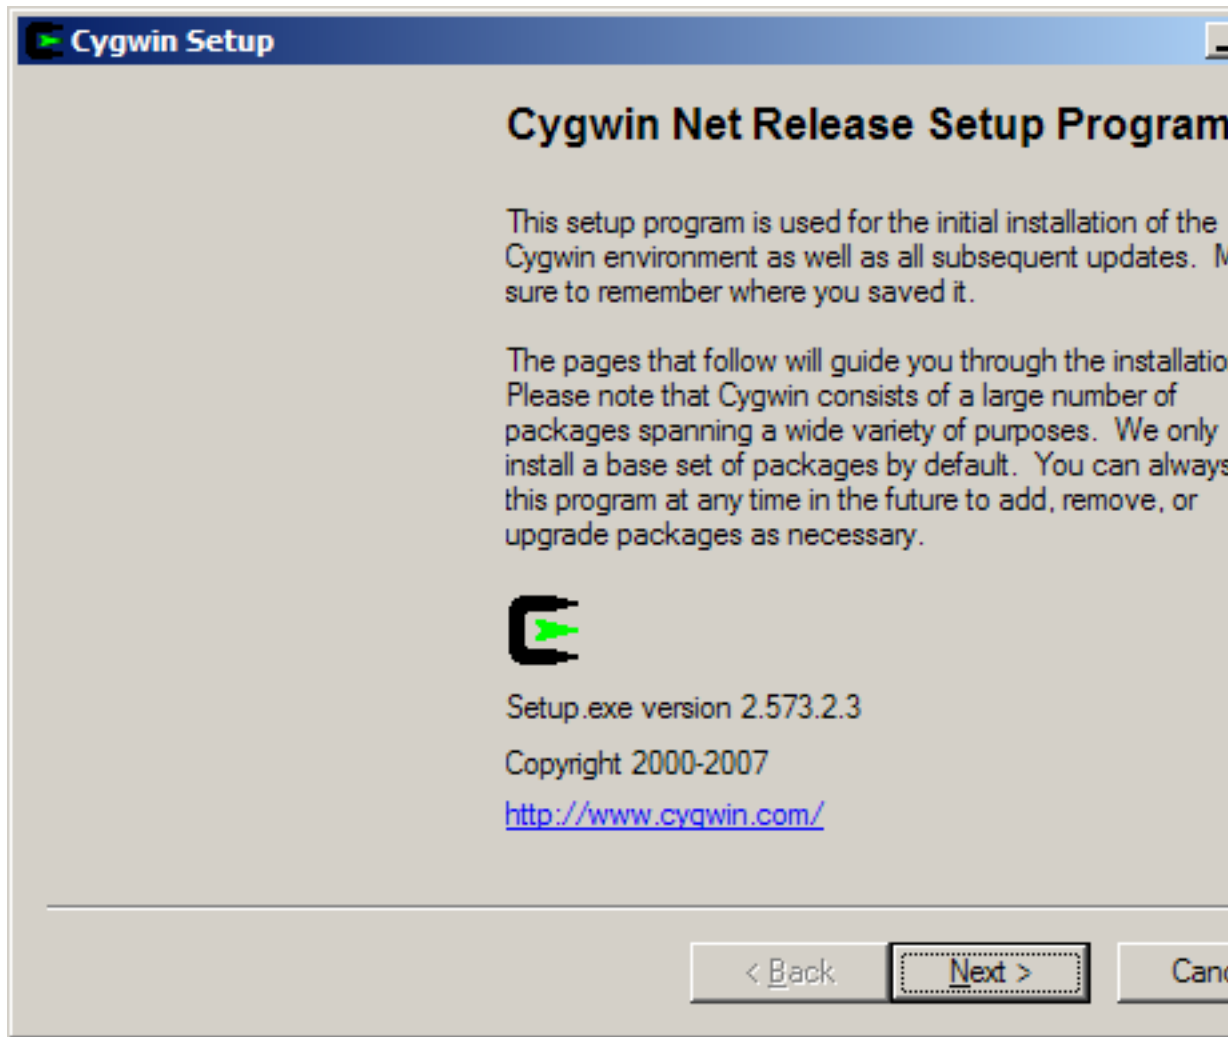 Cygwin Setup
Cygwin Net Release Setup Program
This setup program is used for the initial installation of the
Cygwin environment as well as all subsequent updates.
sure to remember where you saved it.
The pages that follow will guide you through the
Please note that Cygwin consists of a large number of
packages spanning a wide variety of purposes. We only
install a base set of packages by default. You can always
this program at any time in the future to add, remove, or
upgrade packages as necessary.
Setup.exe version 2.573.2.3
Copyright 2000-2007
http://www.cygwin.com/
< Back
Next >